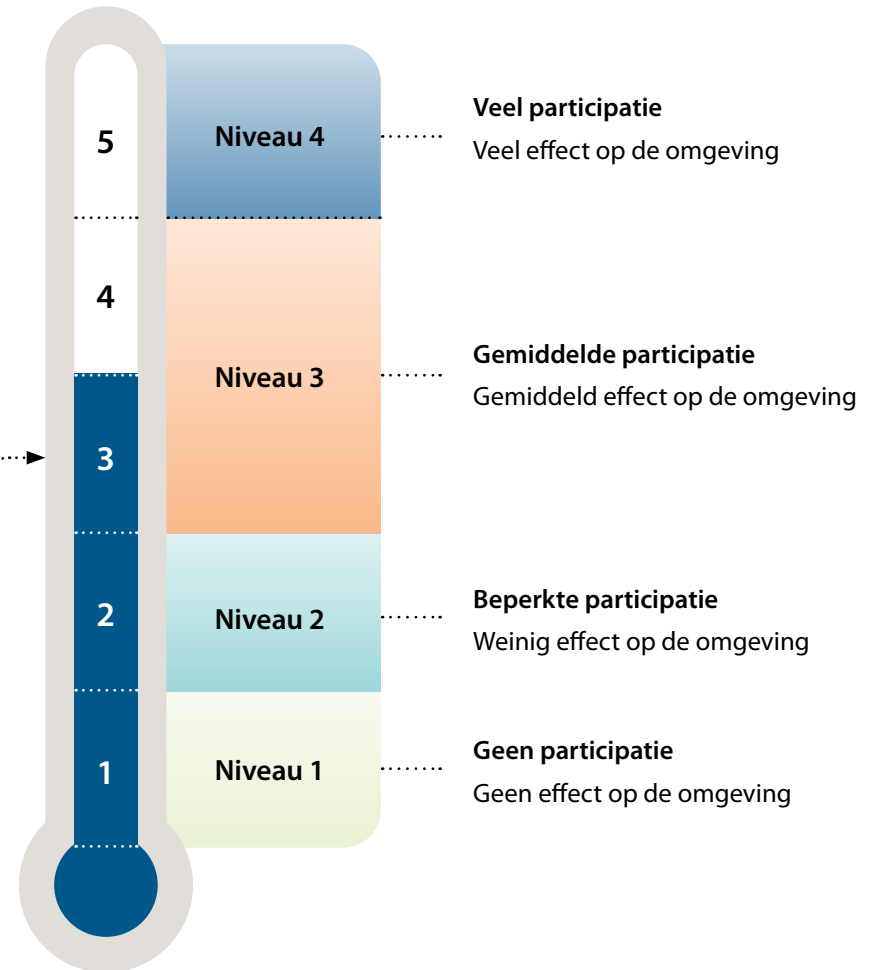 5
Niveau 4
Veel participatie
Veel effect op de omgeving
4
Niveau 3
Gemiddelde participatie
Gemiddeld effect op de omgeving
3
2
Niveau 2
Beperkte participatie
Weinig effect op de omgeving
1
Niveau 1
Geen participatie
Geen effect op de omgeving